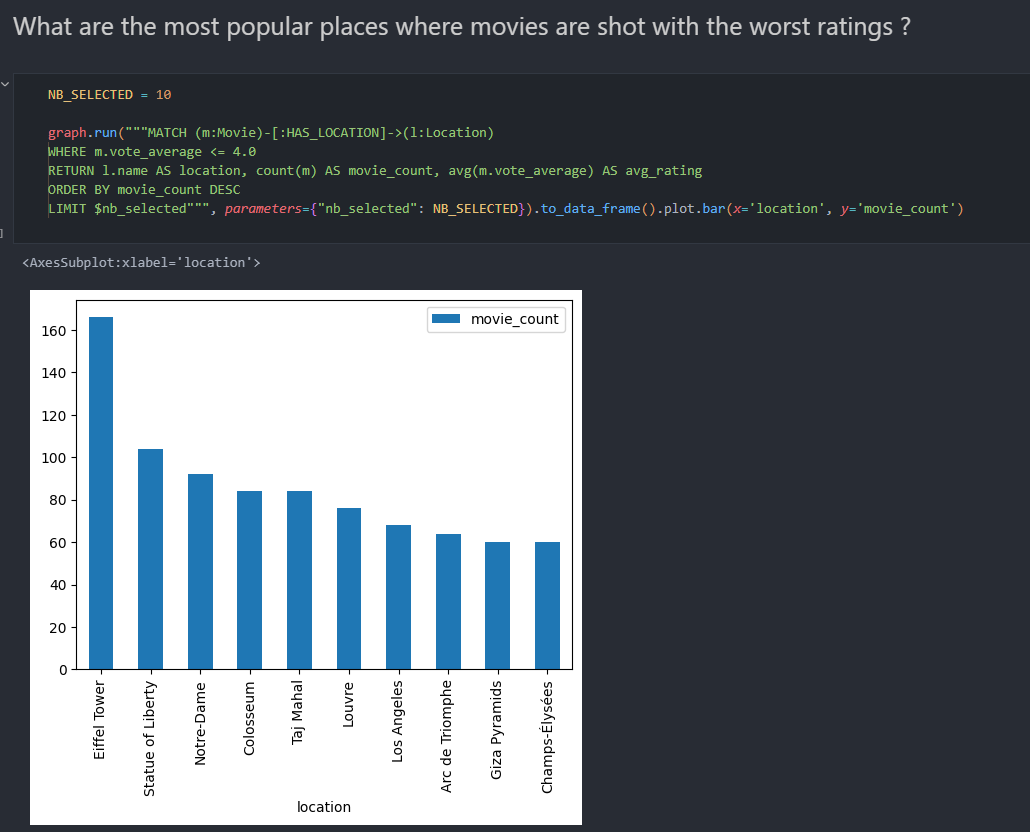 What are the most popular places where movies are shot with the worst ratings ?
NB_SELECTED = 10
graph.run("""MATCH (m:Movie)-[:HAS_LOCATION]->(l:Location)
WHERE m.vote_average <= 4.0
RETURN l.name AS location, count(m) AS movie_count, avg(m.vote_average) AS avg_rating
ORDER BY movie_count DESC
LIMIT $nb_selected""", parameters={"nb_selected": NB_SELECTED}).to_data_frame().plot.bar(x='location', y='movie_count')
]
<AxesSubplot:xlabel='location'>
movie_count
160
140
120
100
80
60
40
20
0
Eiffel Tower
Statue of Liberty
Notre-Dame
Colosseum
Taj Mahal
Louvre
Los Angeles
Arc de Triomphe
Giza Pyramids
Champs-Élysées
location